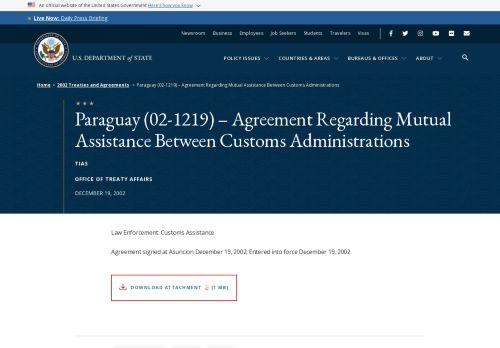 An official website of the United States Government Here's how you know
Live Now: Daily Press Briefing
Newsroom Business Employees Job Seekers Students Travelers Visas
U.S. DEPARTMENT of STATE
POLICY ISSUES COUNTRIES & AREAS BUREAUS & OFFICES ABOUT
Home > 2002 Treaties and Agreements > Paraguay (02-1219) – Agreement Regarding Mutual Assistance Between Customs Administrations
Paraguay (02-1219) – Agreement Regarding Mutual
Assistance Between Customs Administrations
TIAS
OFFICE OF TREATY AFFAIRS
DECEMBER 19, 2002
Law Enforcement: Customs Assistance
Agreement signed at Asuncion December 19, 2002; Entered into force December 19, 2002.
DOWNLOAD ATTACHMENT [1 MB]